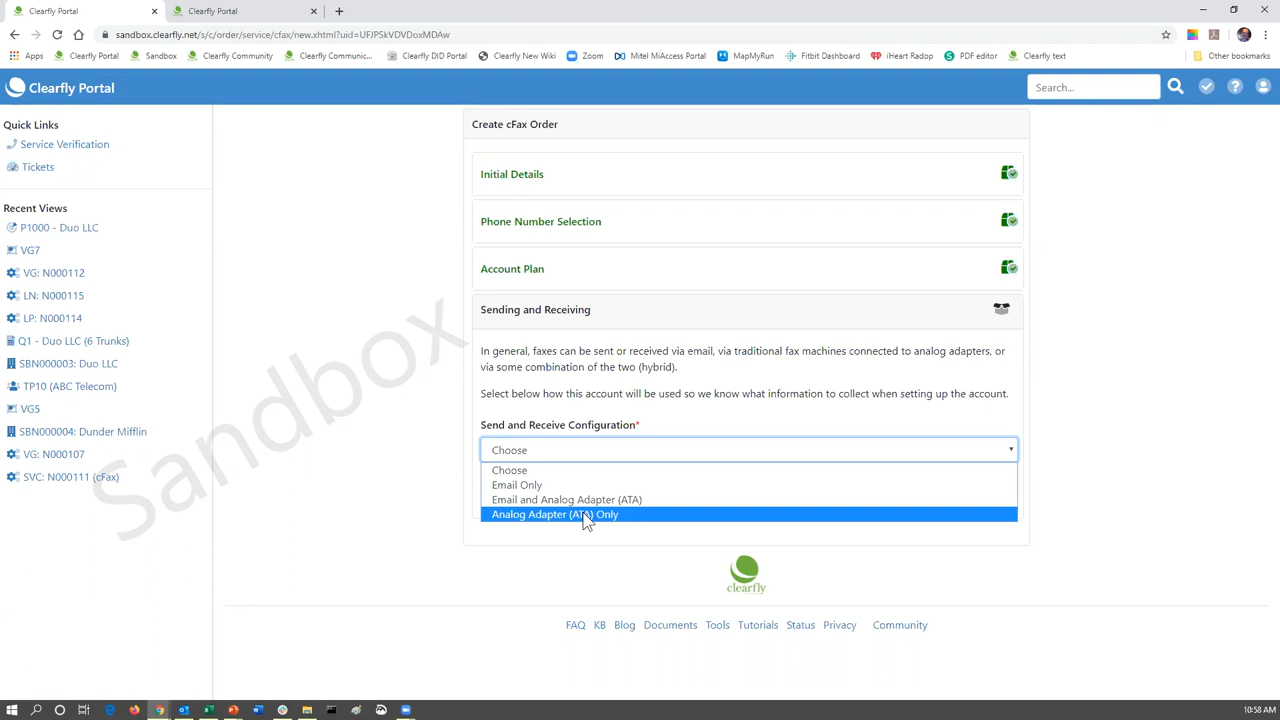 Clearfly Portal
Clearfly Portal
sandbox.clearfly.net/s/c/order/service/cfax/new.xhtml?uid=UFJPSkVDVDoxMDAw
Apps
Clearfly Portal
Sandbox
Clearfly Community
Clearfly Communic...
Clearfly DID Portal
Clearfly New Wiki
Zoom
Mitel MiAccess Portal
MapMyRun
Fitbit Dashboard
iHeart Radop
PDF editor
Clearfly text
Other bookmarks
Clearfly Portal
Search...
Quick Links
Service Verification
Tickets
Recent Views
P1000 - Duo LLC
VG7
VG: N000112
LN: N000115
LP: N000114
Q1 - Duo LLC (6 Trunks)
SBN000003: Duo LLC
TP10 (ABC Telecom)
VG5
SBN000004: Dunder Mifflin
VG: N000107
SVC: N000111 (cFax)
Sandbox
Create cFax Order
Initial Details
Phone Number Selection
Account Plan
Sending and Receiving
In general, faxes can be sent or received via email, via traditional fax machines connected to analog adapters, or
via some combination of the two (hybrid).
Select below how this account will be used so we know what information to collect when setting up the account.
Send and Receive Configuration*
Choose
Choose
Email Only
Email and Analog Adapter (ATA)
Analog Adapter (ATA) Only
clearfly
FAQ KB Blog Documents Tools Tutorials Status Privacy Community
10:58 AM